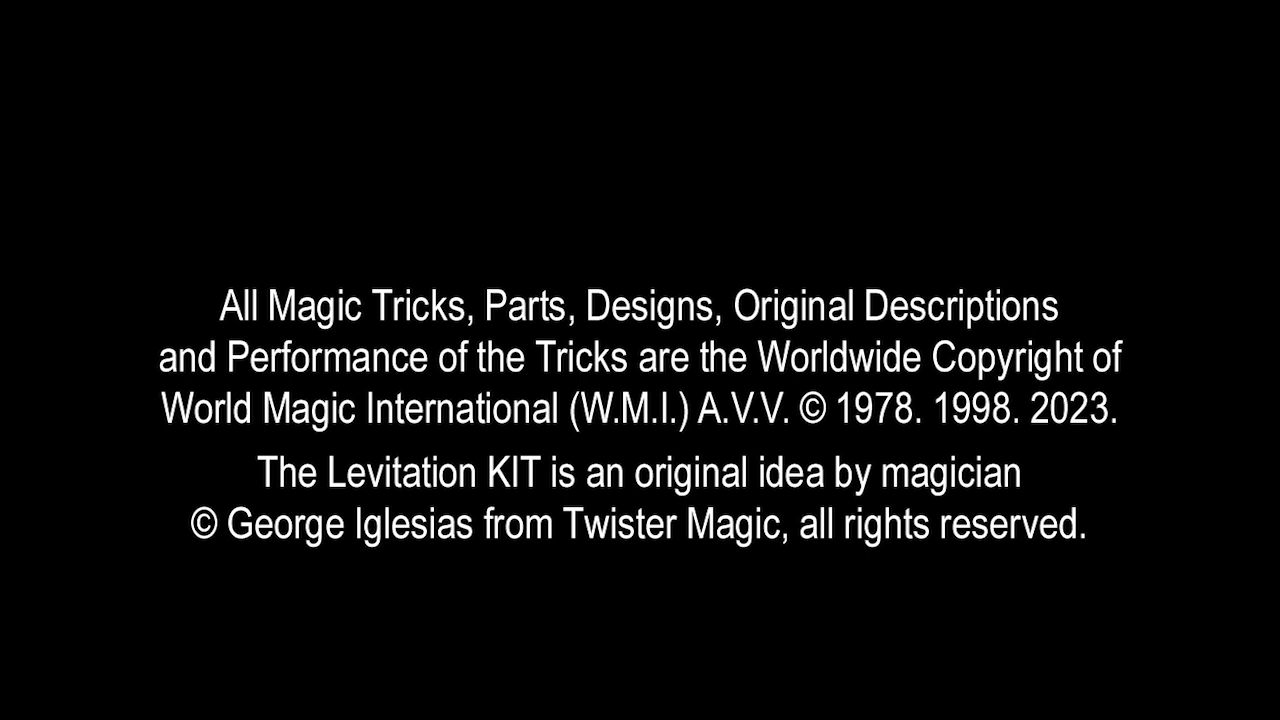 All Magic Tricks, Parts, Designs, Original Descriptions
and Performance of the Tricks are the Worldwide Copyright of
World Magic International (W.M.I.) A.V.V. © 1978. 1998. 2023.
The Levitation KIT is an original idea by magician
© George Iglesias from Twister Magic, all rights reserved.